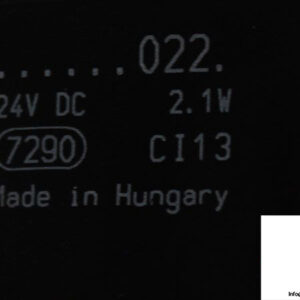 ......022.
24V DC 2.1W
7290 CI13
Made in Hungary